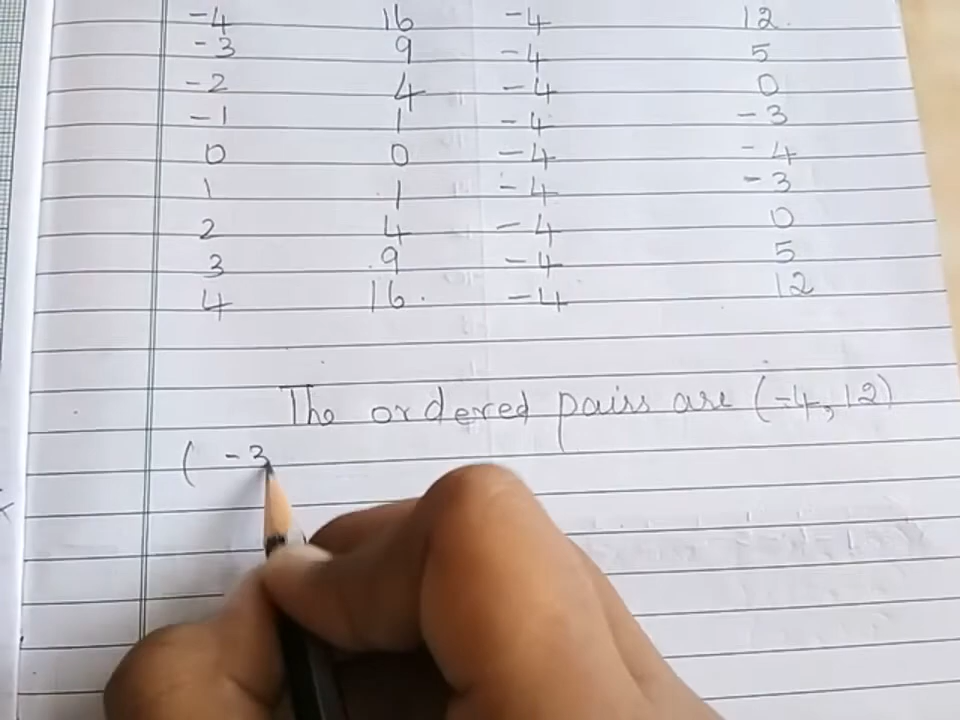 -4 16 -4 12.
-3 9 -4 5
-2 4 -4 0
-1 1 -4 -3
0 0 -4 -4
1 1 -4 -3
2 4 -4 0
3 9 -4 5
4 16. -4 12
The ordered pairs are (-4, 12)
( -3